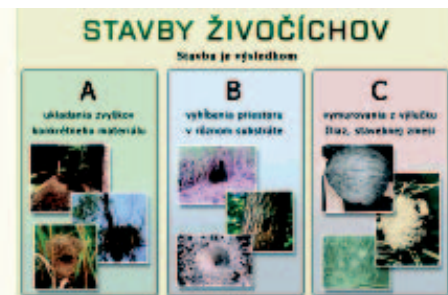 STAVBY ŽIVOČÍCHOV
Stavba je výsledkom
A
ukladania zvyškov
konkrétneho materiálu
B
vyhĺbenia priestoru
v rôznom substráte
C
vymurovania z výlučku
žliaz, stavebnej zmesi